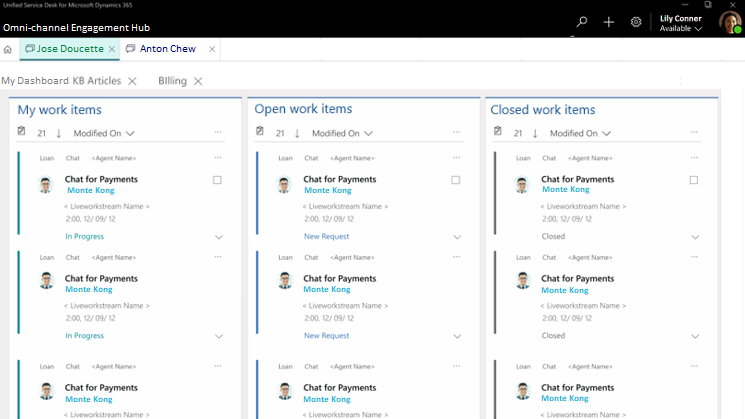 Unified Service Desk for Microsoft Dynamics 365
Omni-channel Engagement Hub
Lily Conner
Available
Jose Doucette
Anton Chew
My Dashboard KB Articles BIlling
My work items
21 Modified On
Loan Chat <Agent Name>
Chat for Payments
Monte Kong
< Liveworkstream Name >
2:00, 12/ 09/ 12
In Progress
Loan Chat <Agent Name>
Chat for Payments
Monte Kong
< Liveworkstream Name >
2:00, 12/ 09/ 12
In Progress
Loan Chat <Agent Name>
Chat for Payments
Monte Kong
< Liveworkstream Name >
Open work items
21 Modified On
Loan Chat <Agent Name>
Chat for Payments
Monte Kong
< Liveworkstream Name >
2:00, 12/ 09/ 12
New Request
Loan Chat <Agent Name>
Chat for Payments
Monte Kong
< Liveworkstream Name >
2:00, 12/ 09/ 12
New Request
Loan Chat <Agent Name>
Chat for Payments
Monte Kong
< Liveworkstream Name >
Closed work items
21 Modified On
Loan Chat <Agent Name>
Chat for Payments
Monte Kong
< Liveworkstream Name >
2:00, 12/ 09/ 12
Closed
Loan Chat <Agent Name>
Chat for Payments
Monte Kong
< Liveworkstream Name >
2:00, 12/ 09/ 12
Closed
Loan Chat <Agent Name>
Chat for Payments
Monte Kong
< Liveworkstream Name >